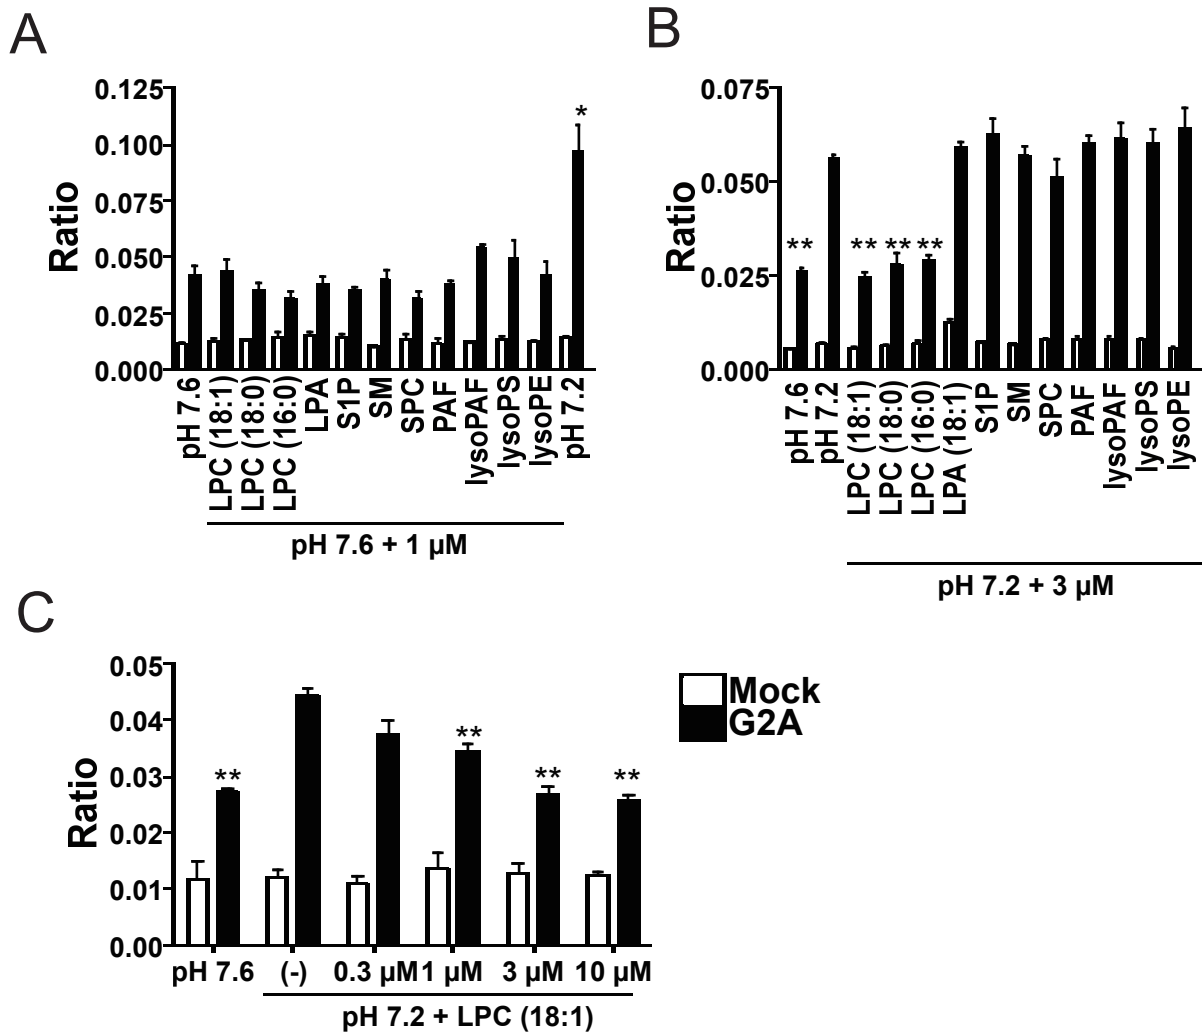 A
Ratio
0.125
0.100
0.075
0.050
0.025
0.000
*
pH 7.6
LPC (18:1)
LPC (18:0)
LPC (16:0)
LPA
S1P
SM
SPC
PAF
lysoPAF
lysoPS
lysoPE
pH 7.2
pH 7.6 + 1 µM
B
Ratio
0.075
0.050
0.025
0.000
**
**
**
**
pH 7.6
pH 7.2
LPC (18:1)
LPC (18:0)
LPC (16:0)
LPA (18:1)
S1P
SM
SPC
PAF
lysoPAF
lysoPS
lysoPE
pH 7.2 + 3 µM
C
Ratio
0.05
0.04
0.03
0.02
0.01
0.00
**
**
**
**
pH 7.6
(-)
0.3 µM
1 µM
3 µM
10 µM
pH 7.2 + LPC (18:1)
Mock
G2A